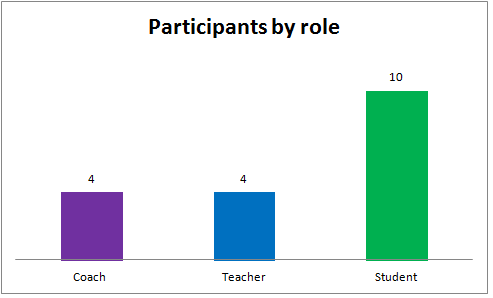 Participants by role
10
4 4
Coach Teacher Student